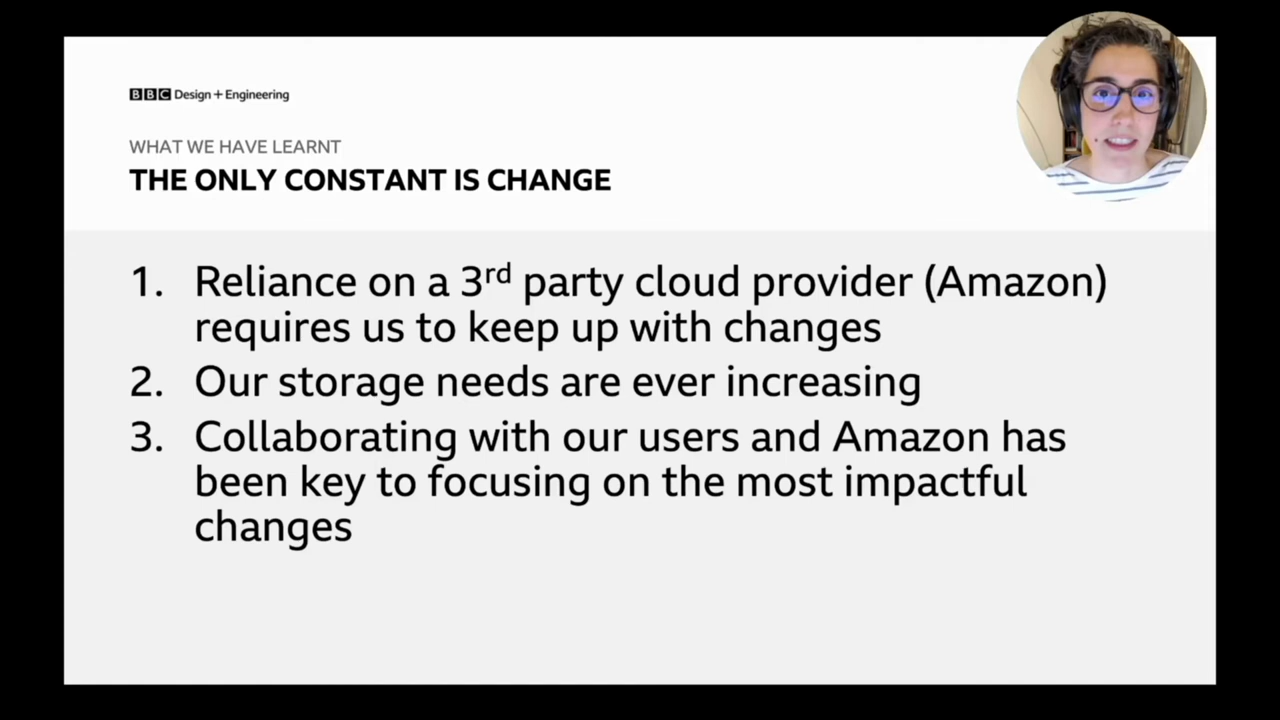 BBC Design + Engineering
WHAT WE HAVE LEARNT
THE ONLY CONSTANT IS CHANGE
1. Reliance on a 3rd party cloud provider (Amazon)
requires us to keep up with changes
2. Our storage needs are ever increasing
3. Collaborating with our users and Amazon has
been key to focusing on the most impactful
changes